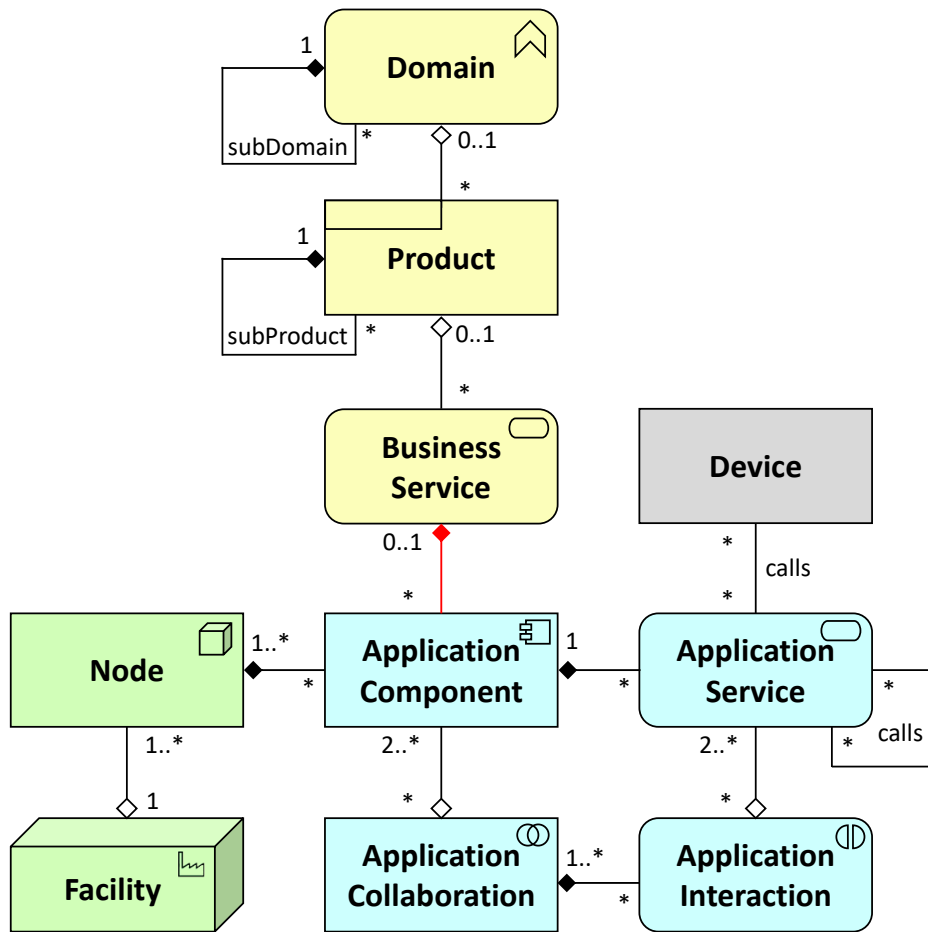 1
Domain
subDomain
*
0..1
*
1
Product
subProduct
*
0..1
*
Business
Service
Device
0..1
*
*
calls
*
Node
1..*
*
Application
Component
1
*
Application
Service
*
1..*
2..*
2..*
*
calls
1
*
*
Facility
Application
Collaboration
1..*
*
Application
Interaction